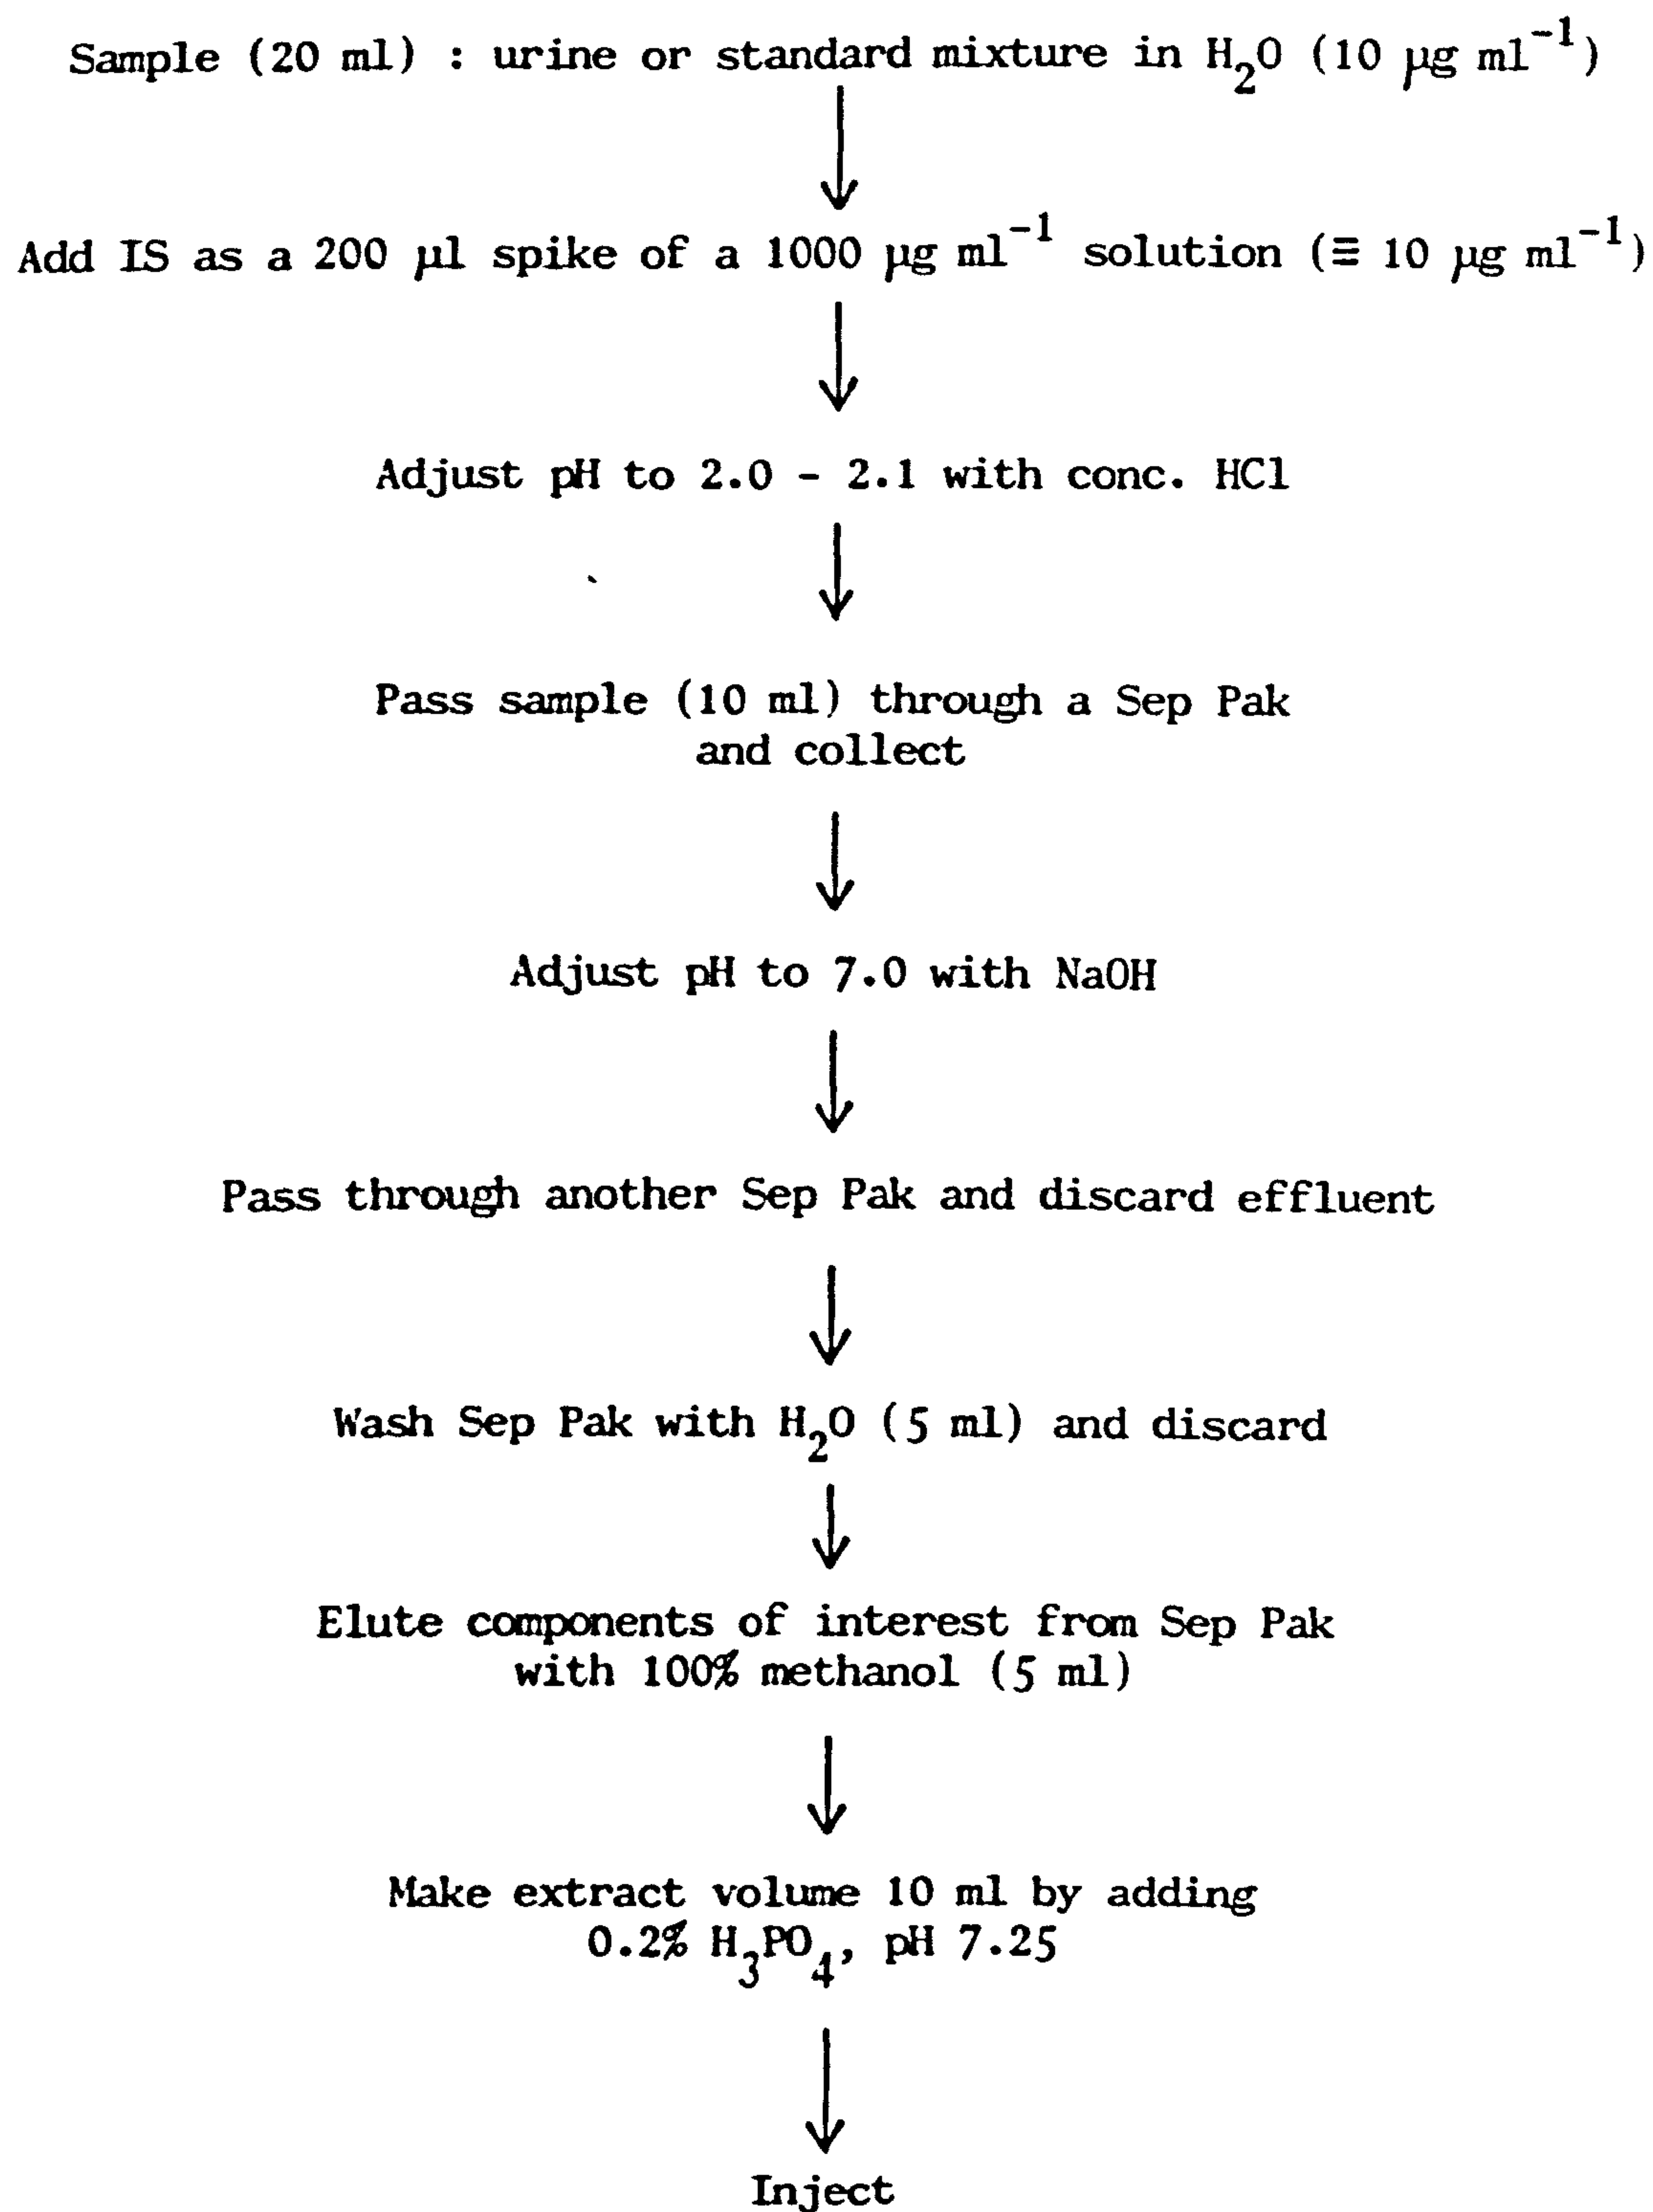 Sample (20 ml) : urine or standard mixture in H₂O (10 µg ml⁻¹)
Add IS as a 200 µl spike of a 1000 µg ml⁻¹ solution (≡ 10 µg ml⁻¹)
Adjust pH to 2.0 - 2.1 with conc. HCl
Pass sample (10 ml) through a Sep Pak
and collect
Adjust pH to 7.0 with NaOH
Pass through another Sep Pak and discard effluent
Wash Sep Pak with H₂O (5 ml) and discard
Elute components of interest from Sep Pak
with 100% methanol (5 ml)
Make extract volume 10 ml by adding
0.2% H₃PO₄, pH 7.25
Inject